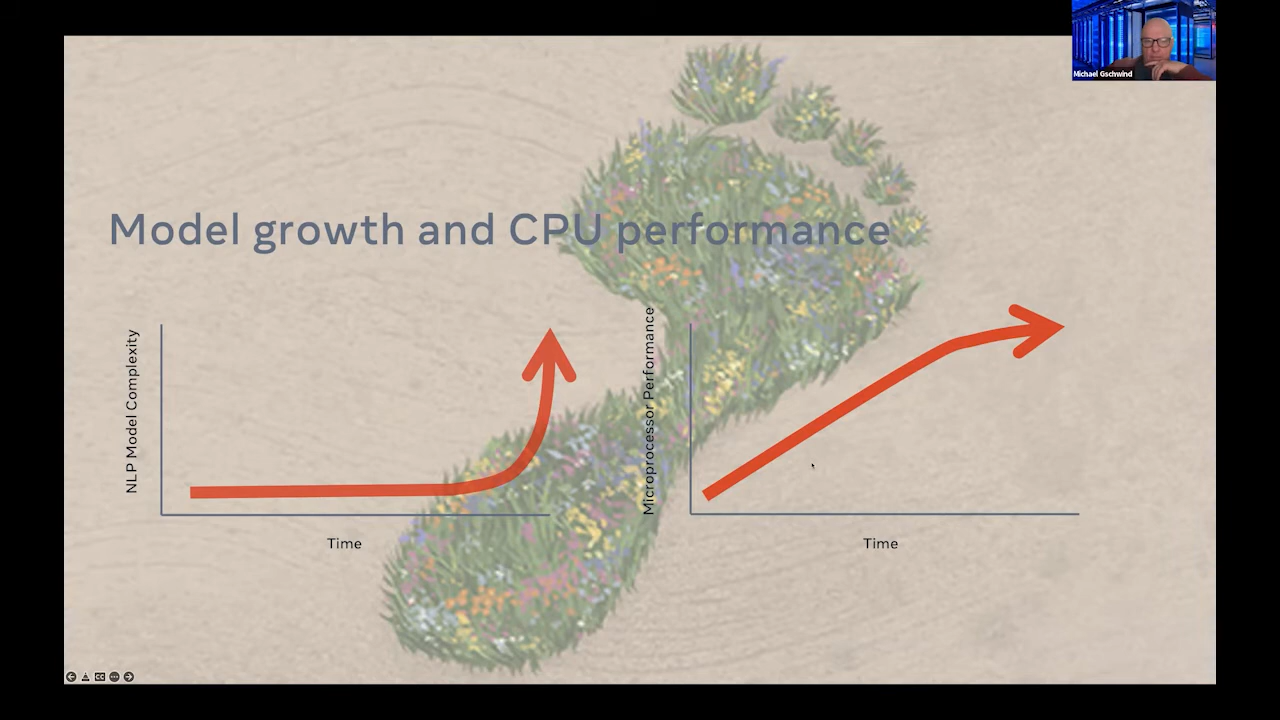 Michael Gschwind
Model growth and CPU performance
NLP Model Complexity
Time
Microprocessor Performance
Time